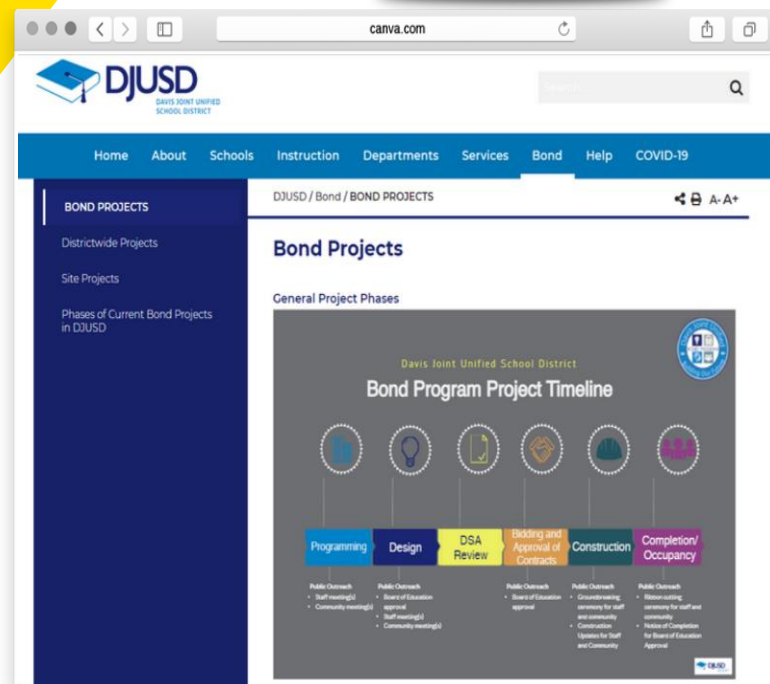 canva.com
DJUSD
DAVIS JOINT UNIFIED
SCHOOL DISTRICT
Search...
Home About Schools Instruction Departments Services Bond Help COVID-19
BOND PROJECTS
Districtwide Projects
Site Projects
Phases of Current Bond Projects
in DJUSD
DJUSD / Bond / BOND PROJECTS
A- A+
Bond Projects
General Project Phases
Davis Joint Unified School District
Bond Program Project Timeline
Programming
Design
DSA
Review
Bidding and
Approval of
Contracts
Construction
Completion/
Occupancy
Public Outreach
• Staff meeting(s)
• Community meeting(s)
Public Outreach
• Board of Education
approval
• Staff meeting(s)
• Community meeting(s)
Public Outreach
• Board of Education
approval
Public Outreach
• Groundbreaking
ceremony for staff
and community
• Construction
Updates for Staff
and Community
Public Outreach
• Ribbon-cutting
ceremony for staff and
community
• Notice of Completion
for Board of Education
Approval
DJUSD